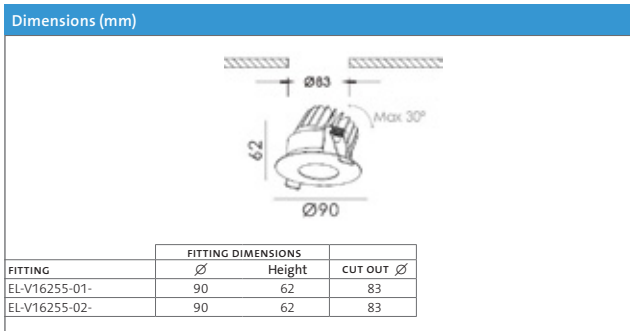 Dimensions (mm)
Ø83
Max 30°
62
Ø90
FITTING DIMENSIONS
FITTING Ø Height CUT OUT Ø
EL-V16255-01- 90 62 83
EL-V16255-02- 90 62 83